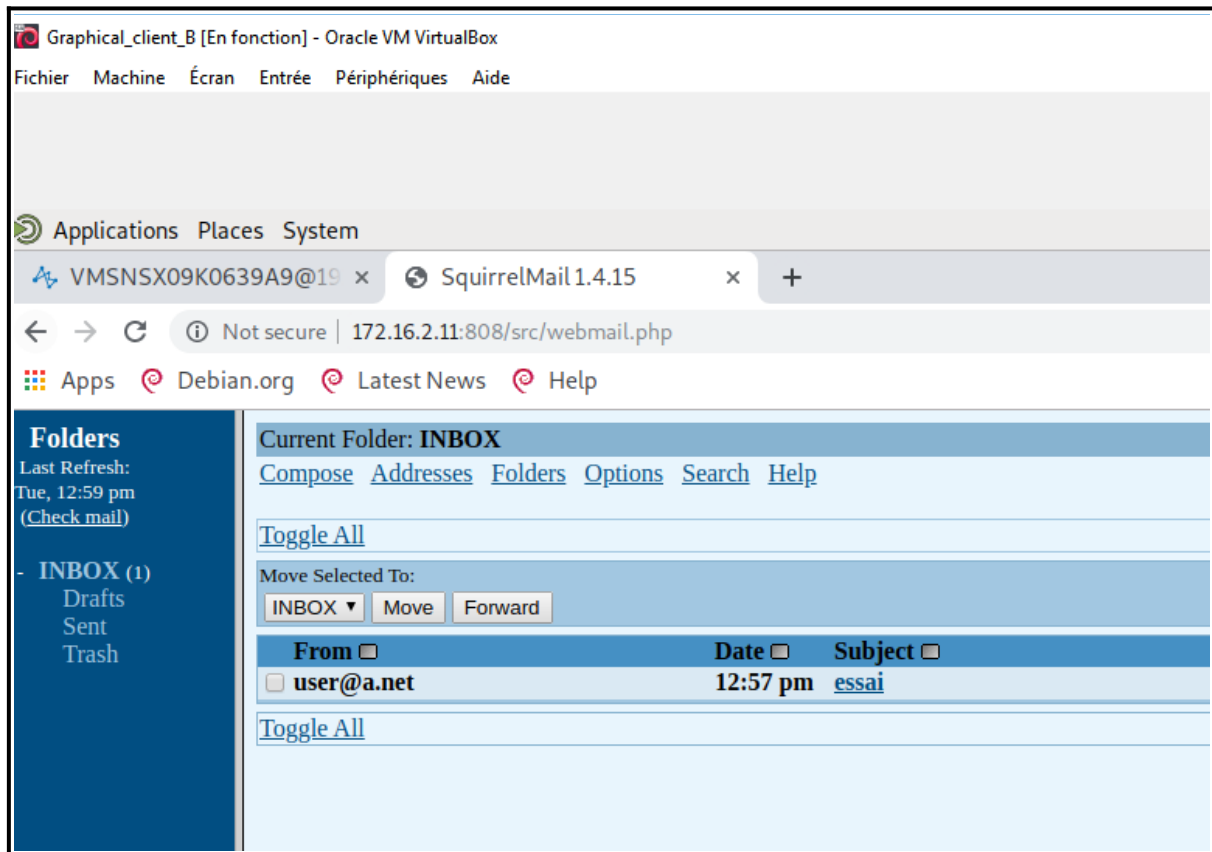 Graphical_client_B [En fonction] - Oracle VM VirtualBox
Fichier Machine Écran Entrée Périphériques Aide
Applications Places System
VMSNSX09K0639A9@19 × SquirrelMail 1.4.15 × +
Not secure | 172.16.2.11:808/src/webmail.php
Apps Debian.org Latest News Help
Folders
Last Refresh:
Tue, 12:59 pm
(Check mail)
- INBOX (1)
Drafts
Sent
Trash
Current Folder: INBOX
Compose Addresses Folders Options Search Help
Toggle All
Move Selected To:
INBOX Move Forward
From Date Subject
user@a.net 12:57 pm essai
Toggle All